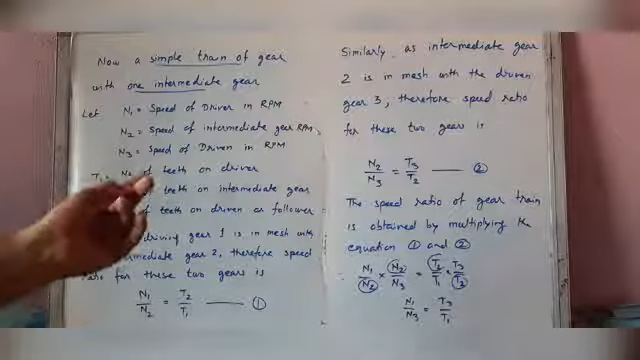 Now a simple train of gear
with one intermediate gear
Let N₁ = Speed of Driver in RPM
N₂ = Speed of intermediate gear RPM
N₃ = Speed of Driven in RPM
T₁ = No of teeth on driver
teeth on intermediate gear
of teeth on driven or follower
driving gear 1 is in mesh with
intermediate gear 2, therefore speed
ratio for these two gears is
N₁/N₂ = T₂/T₁ —— ①
Similarly as intermediate gear
2 is in mesh with the driven
gear 3, therefore speed ratio
for these two gears is
N₂/N₃ = T₃/T₂ —— ②
The speed ratio of gear train
is obtained by multiplying the
equation ① and ②
N₁/N₂ × N₂/N₃ = T₂/T₁ × T₃/T₂
N₁/N₃ = T₃/T₁